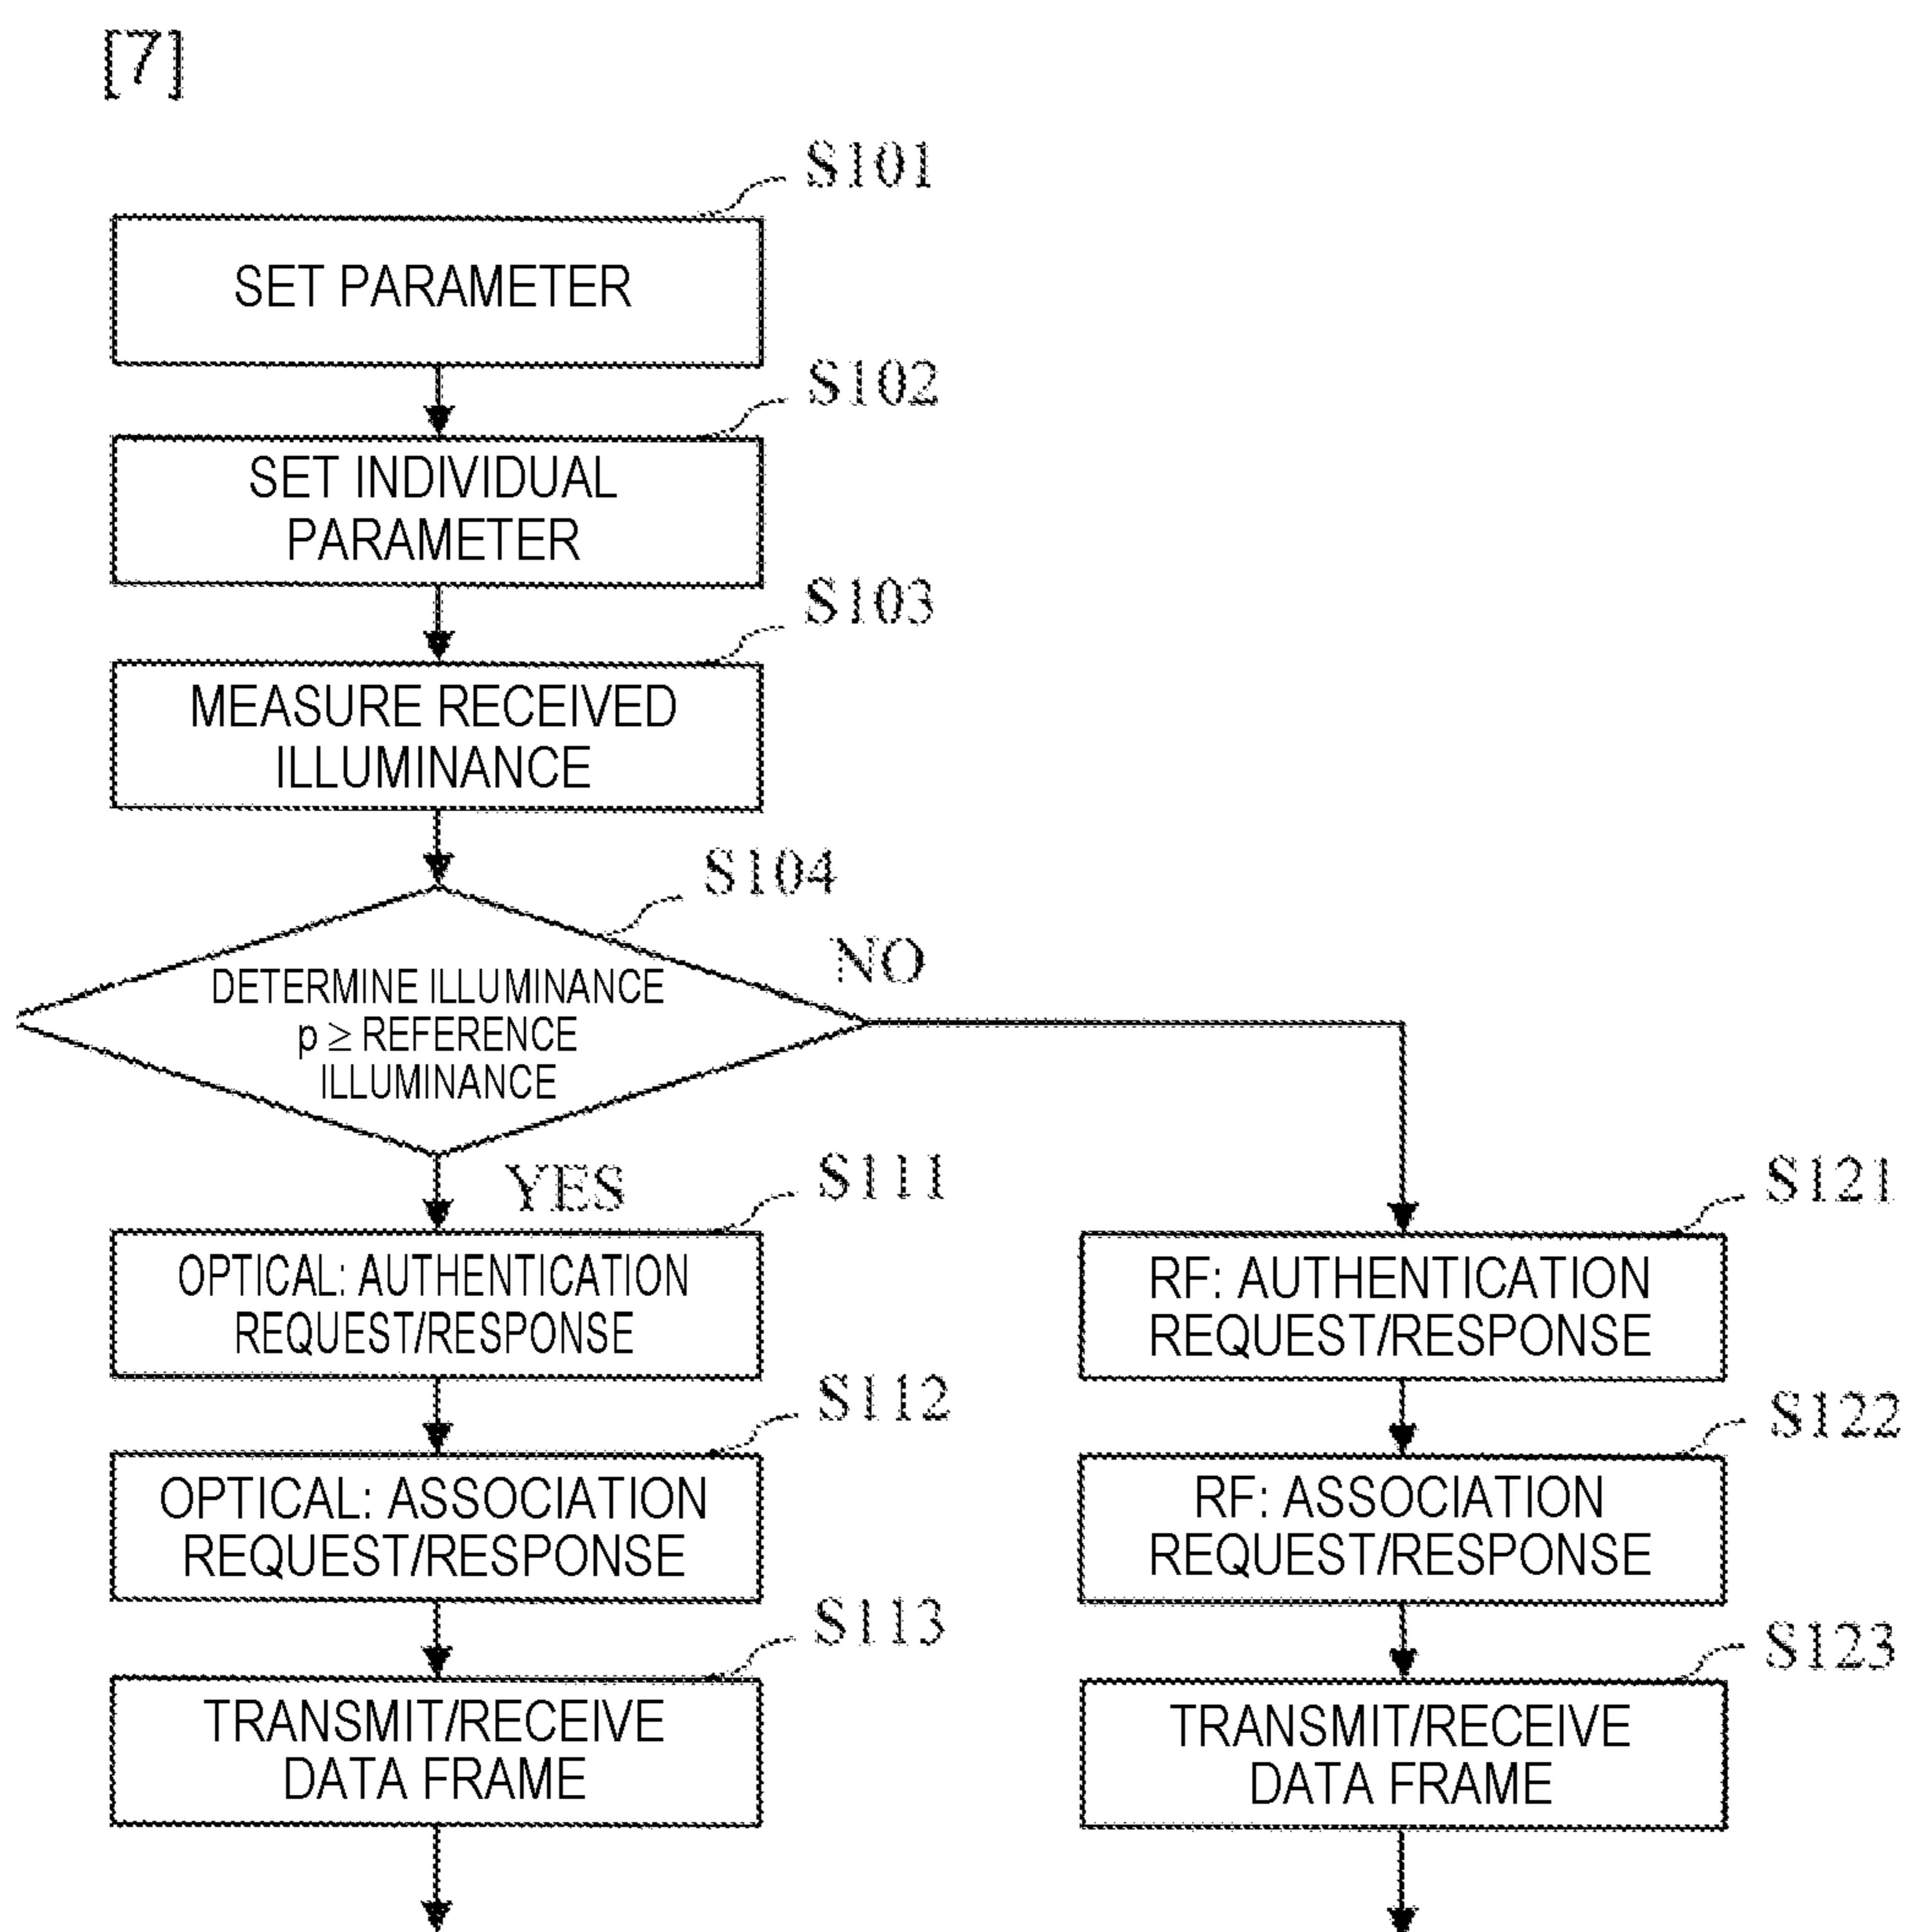 [7]
S101
SET PARAMETER
S102
SET INDIVIDUAL
PARAMETER
S103
MEASURE RECEIVED
ILLUMINANCE
S104
DETERMINE ILLUMINANCE
p ≥ REFERENCE
ILLUMINANCE
NO
YES
S111
OPTICAL: AUTHENTICATION
REQUEST/RESPONSE
S112
OPTICAL: ASSOCIATION
REQUEST/RESPONSE
S113
TRANSMIT/RECEIVE
DATA FRAME
S121
RF: AUTHENTICATION
REQUEST/RESPONSE
S122
RF: ASSOCIATION
REQUEST/RESPONSE
S123
TRANSMIT/RECEIVE
DATA FRAME